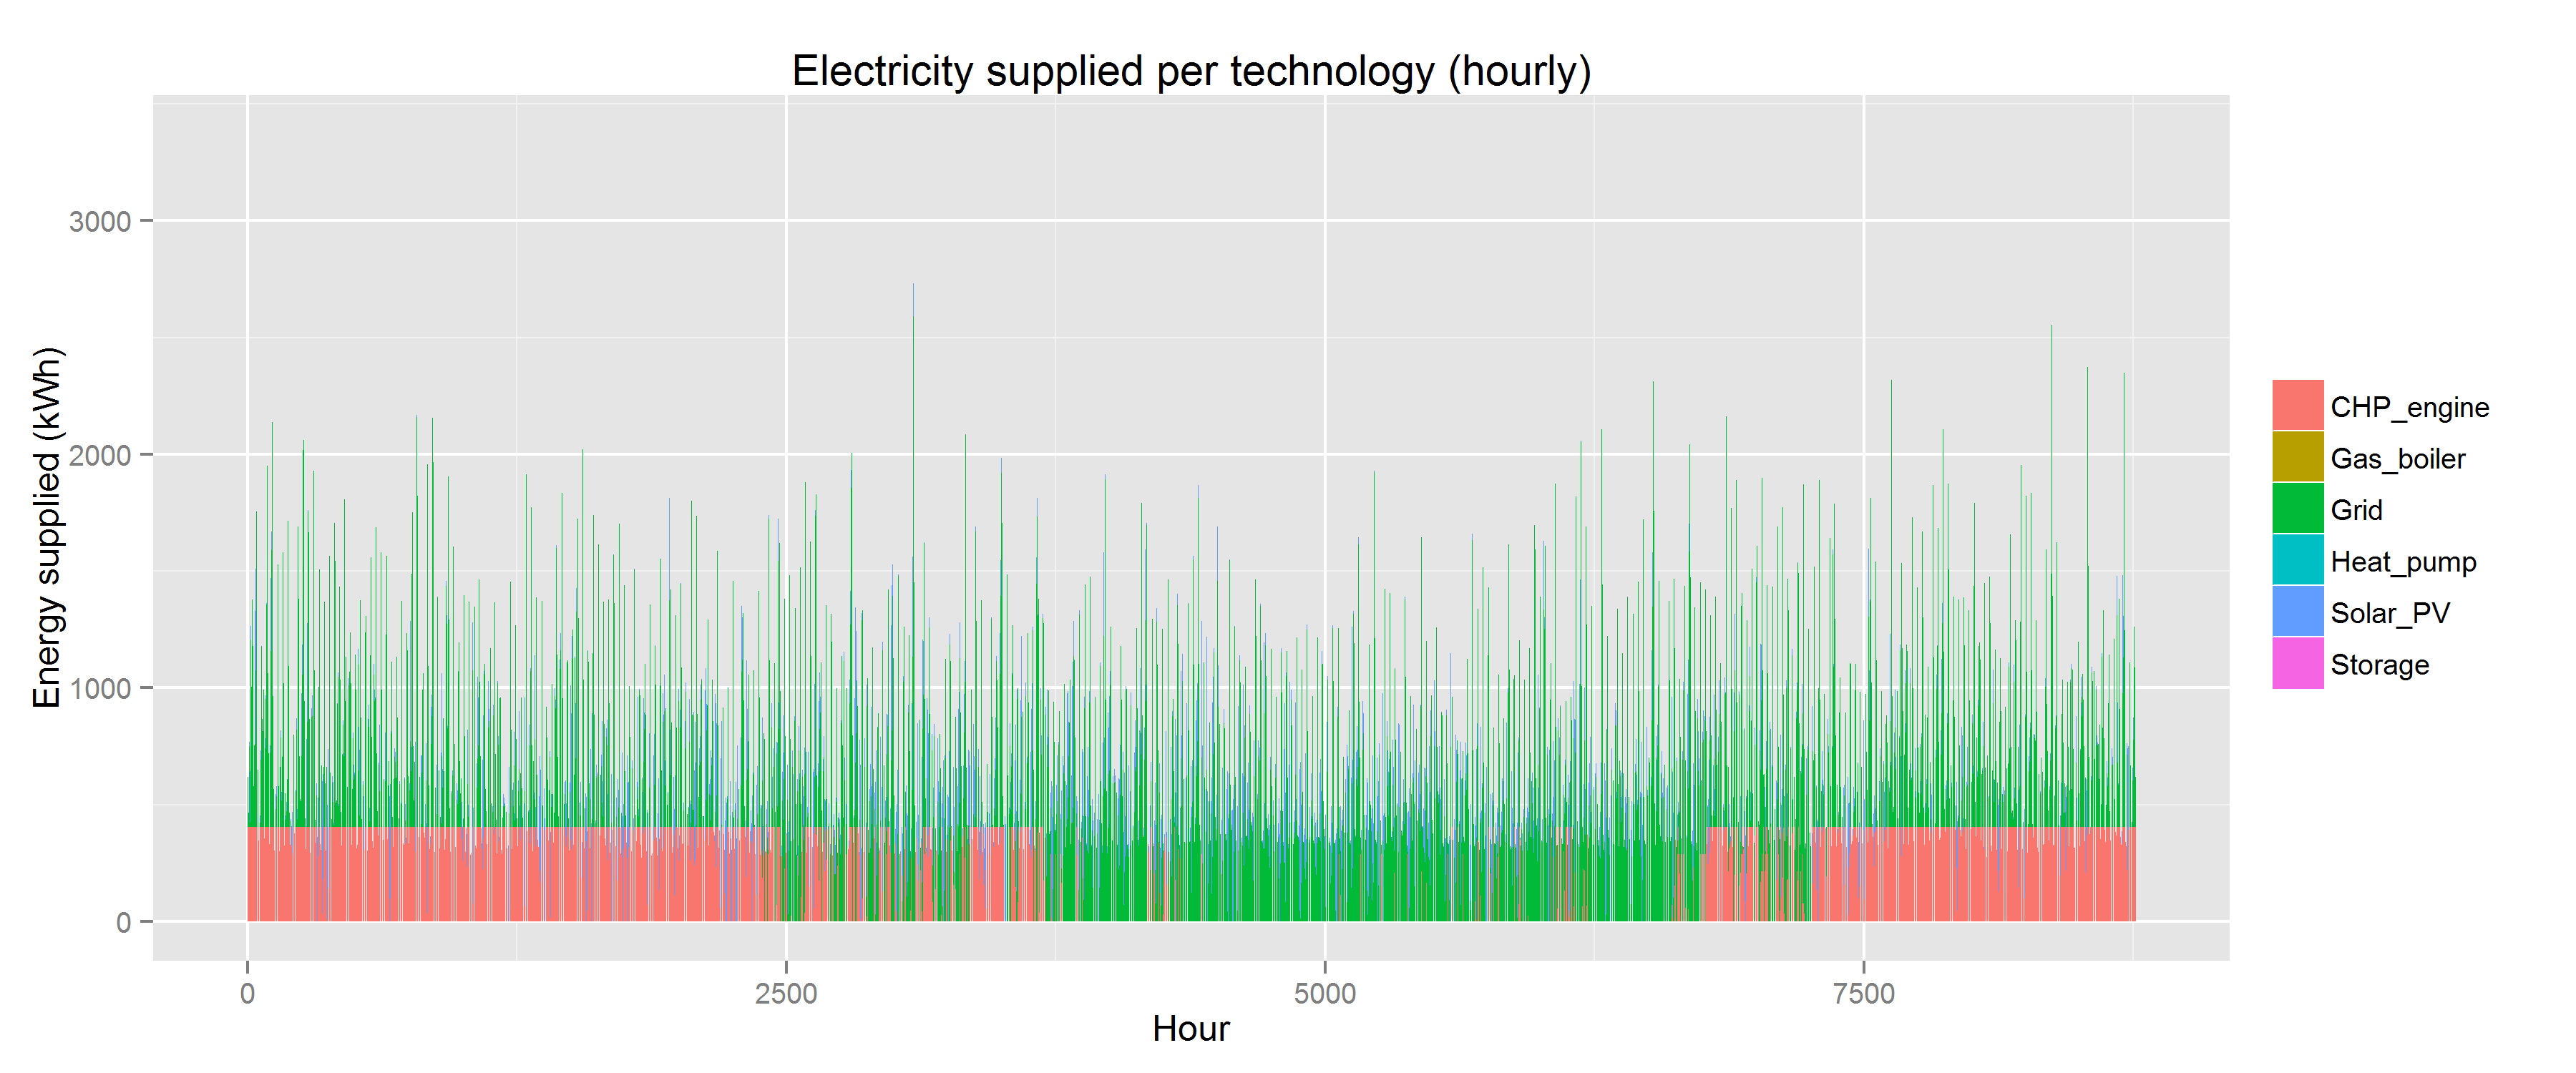 Electricity supplied per technology (hourly)
Energy supplied (kWh)
3000
2000
1000
0
0 2500 5000 7500
Hour
CHP_engine
Gas_boiler
Grid
Heat_pump
Solar_PV
Storage